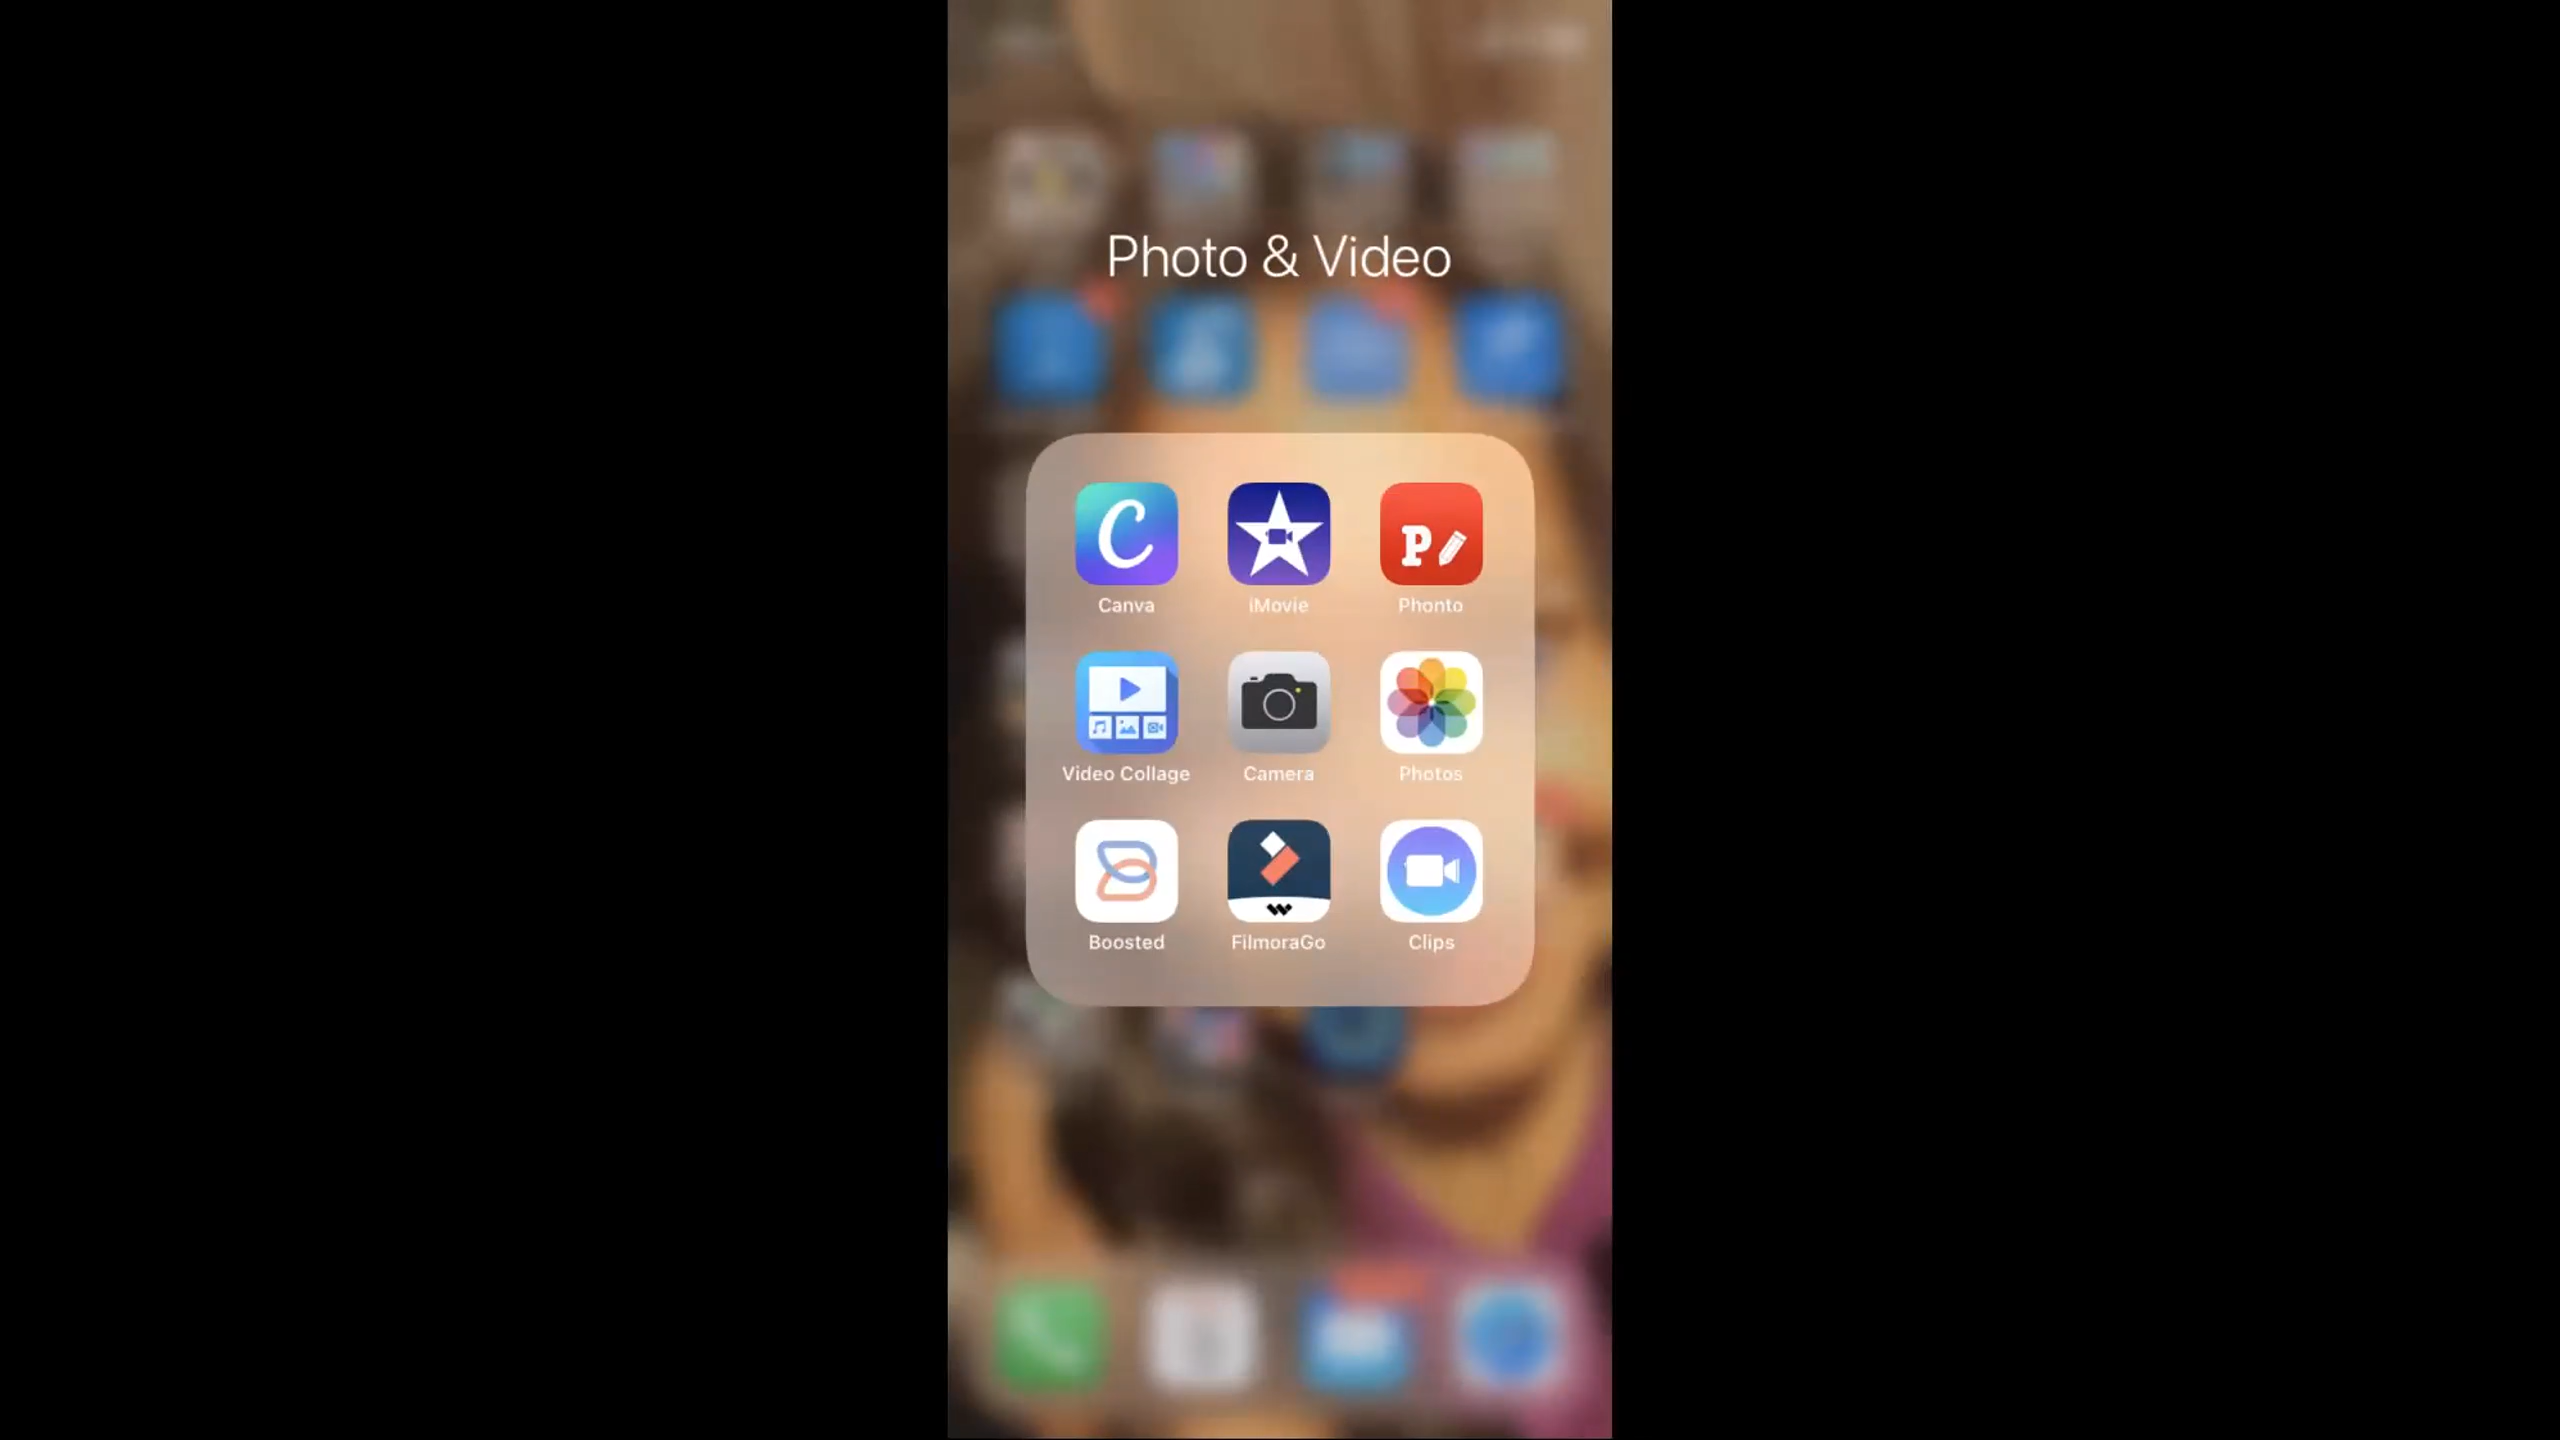 Photo & Video
C
P
Canva iMovie Phonto
Video Collage Camera Photos
Boosted FilmoraGo Clips